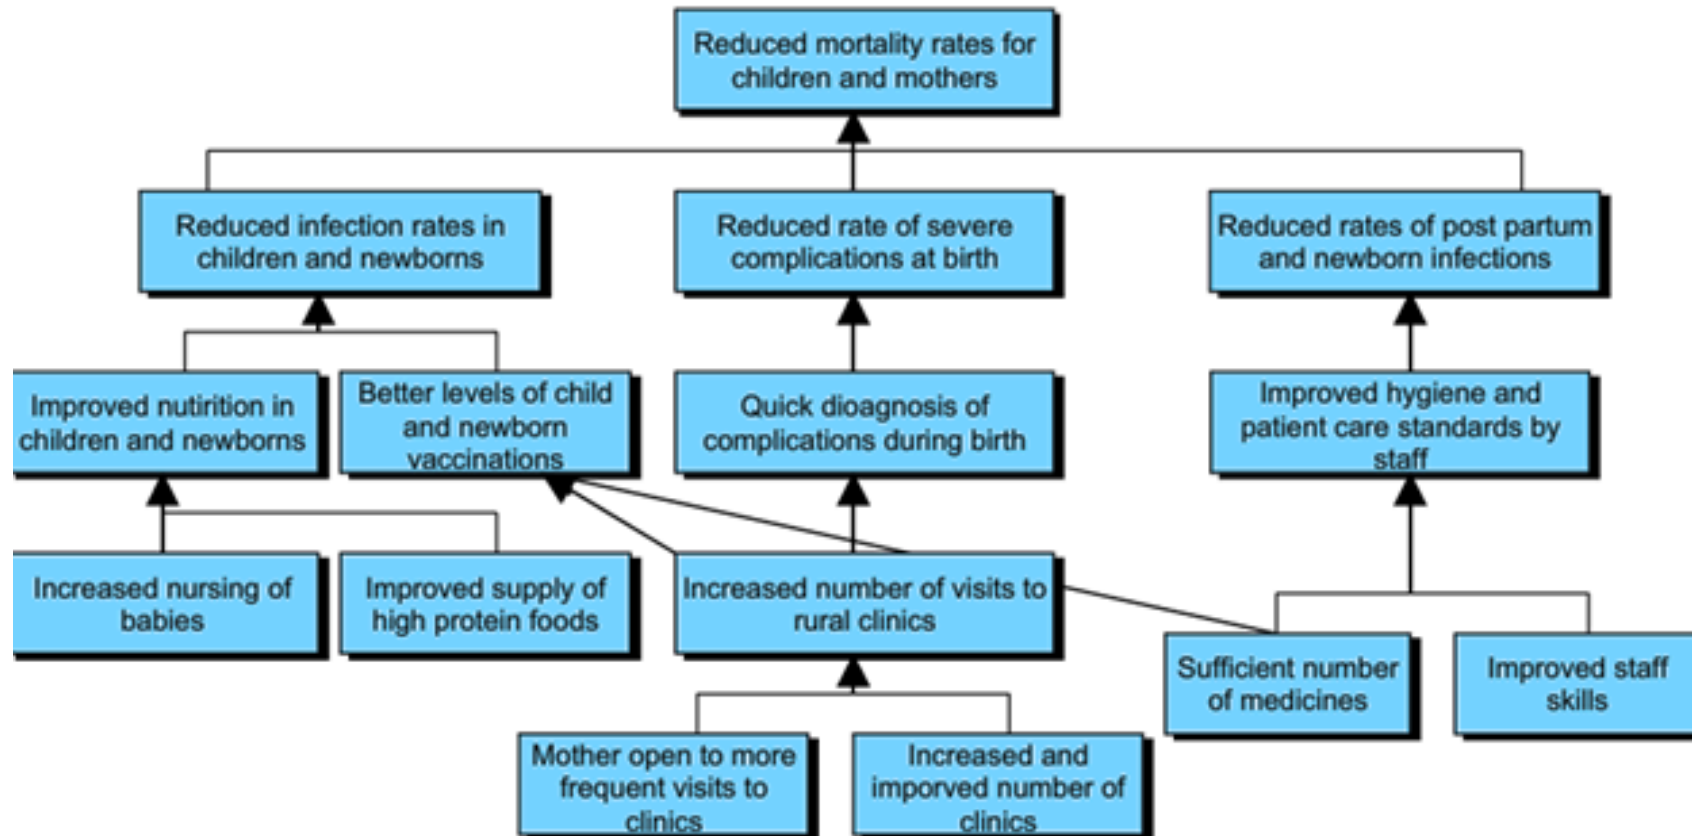 Reduced mortality rates for
children and mothers
Reduced infection rates in
children and newborns
Reduced rate of severe
complications at birth
Reduced rates of post partum
and newborn infections
Improved nutirition in
children and newborns
Better levels of child
and newborn
vaccinations
Quick dioagnosis of
complications during birth
Improved hygiene and
patient care standards by
staff
Increased nursing of
babies
Improved supply of
high protein foods
Increased number of visits to
rural clinics
Sufficient number
of medicines
Improved staff
skills
Mother open to more
frequent visits to
clinics
Increased and
imporved number of
clinics